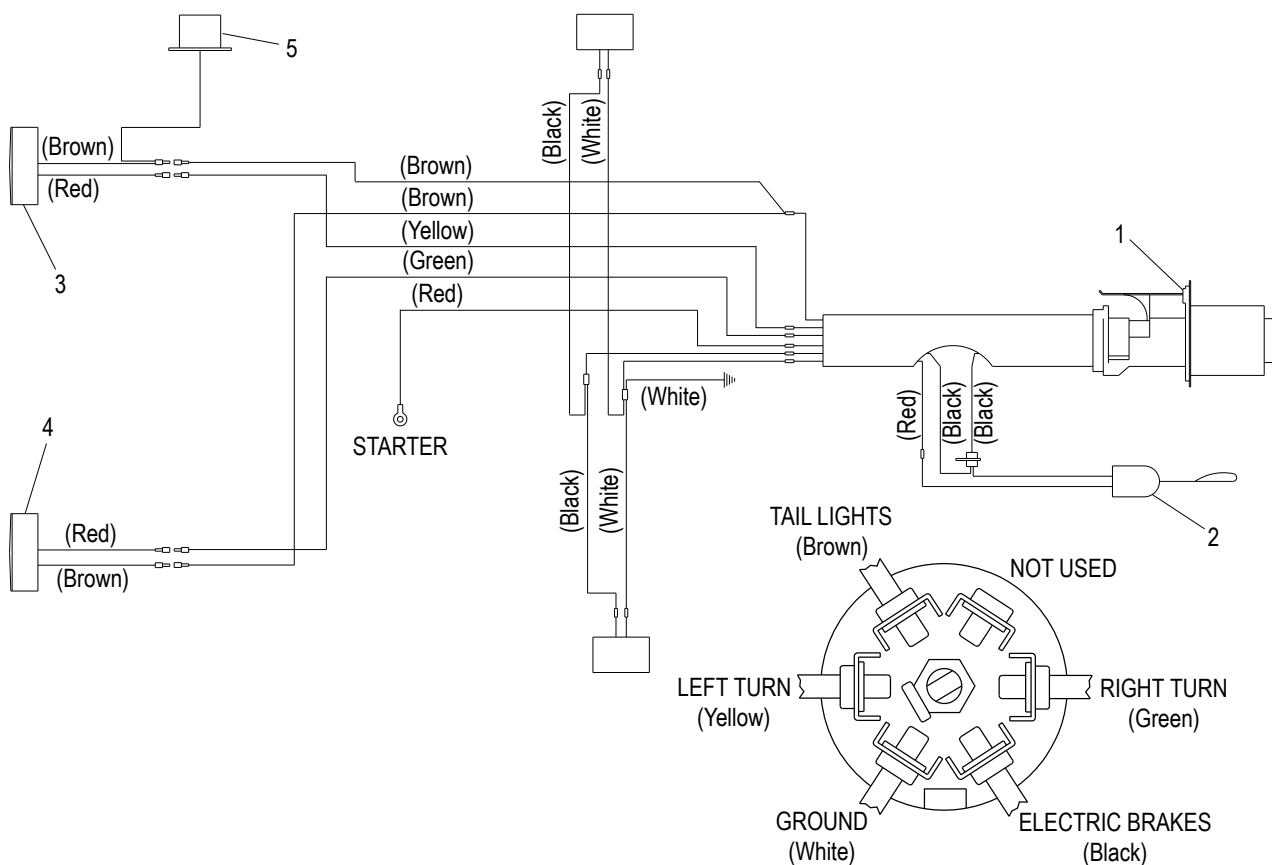 5
(Brown)
(Red)
3
(Black)
(White)
(Brown)
(Brown)
(Yellow)
(Green)
(Red)
1
STARTER
(White)
(Red)
(Black)
(Black)
4
(Red)
(Brown)
(Black)
(White)
2
TAIL LIGHTS
(Brown)
NOT USED
LEFT TURN
(Yellow)
RIGHT TURN
(Green)
GROUND
(White)
ELECTRIC BRAKES
(Black)